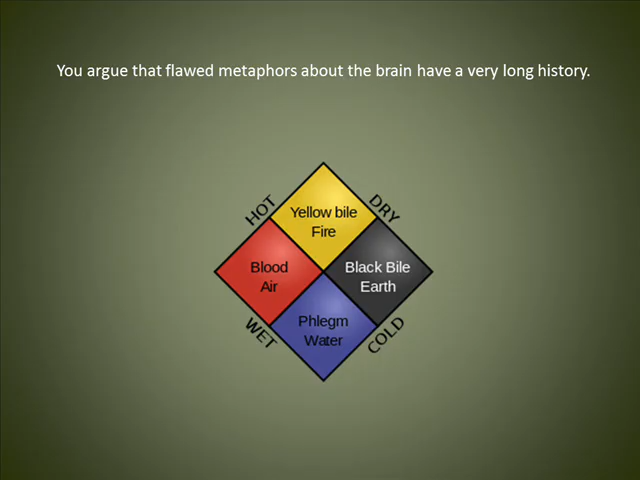 You argue that flawed metaphors about the brain have a very long history.
HOT
DRY
Yellow bile
Fire
Blood
Air
Black Bile
Earth
Phlegm
Water
WET
COLD